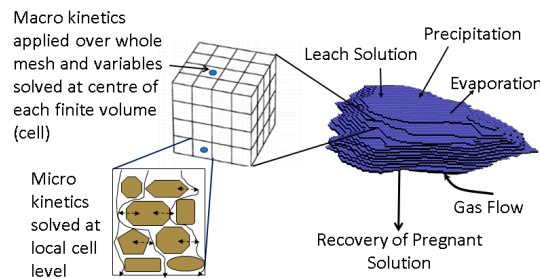 Macro kinetics
applied over whole
mesh and variables
solved at centre of
each finite volume
(cell)
Micro
kinetics
solved at
local cell
level
Precipitation
Leach Solution
Evaporation
Gas Flow
Recovery of Pregnant
Solution